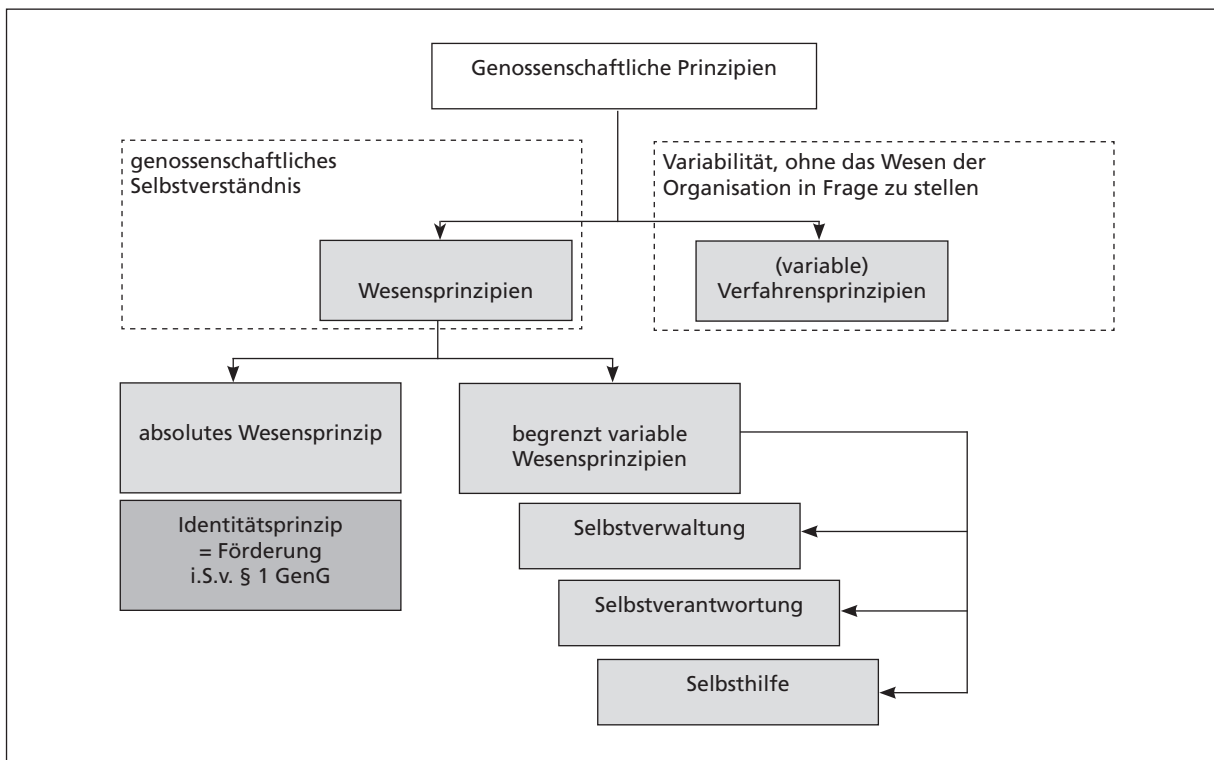 Genossenschaftliche Prinzipien
genossenschaftliches
Selbstverständnis
Variabilität, ohne das Wesen der
Organisation in Frage zu stellen
Wesensprinzipien
(variable)
Verfahrensprinzipien
absolutes Wesensprinzip
begrenzt variable
Wesensprinzipien
Identitätsprinzip
= Förderung
i.S.v. § 1 GenG
Selbstverwaltung
Selbstverantwortung
Selbsthilfe